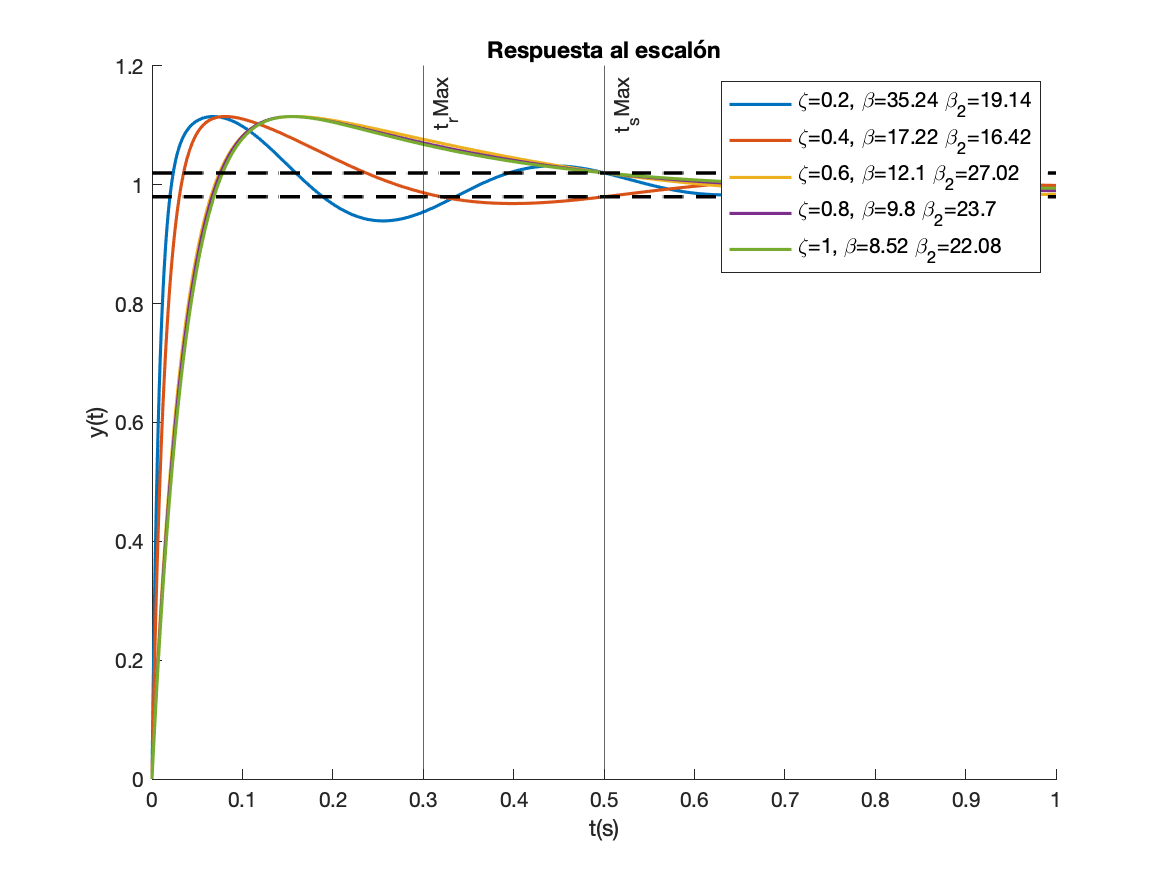 Respuesta al escalón
1.2
1
0.8
0.6
0.4
0.2
0
y(t)
t_r Max
t_s Max
ζ=0.2, β=35.24 β_2=19.14
ζ=0.4, β=17.22 β_2=16.42
ζ=0.6, β=12.1 β_2=27.02
ζ=0.8, β=9.8 β_2=23.7
ζ=1, β=8.52 β_2=22.08
0 0.1 0.2 0.3 0.4 0.5 0.6 0.7 0.8 0.9 1
t(s)